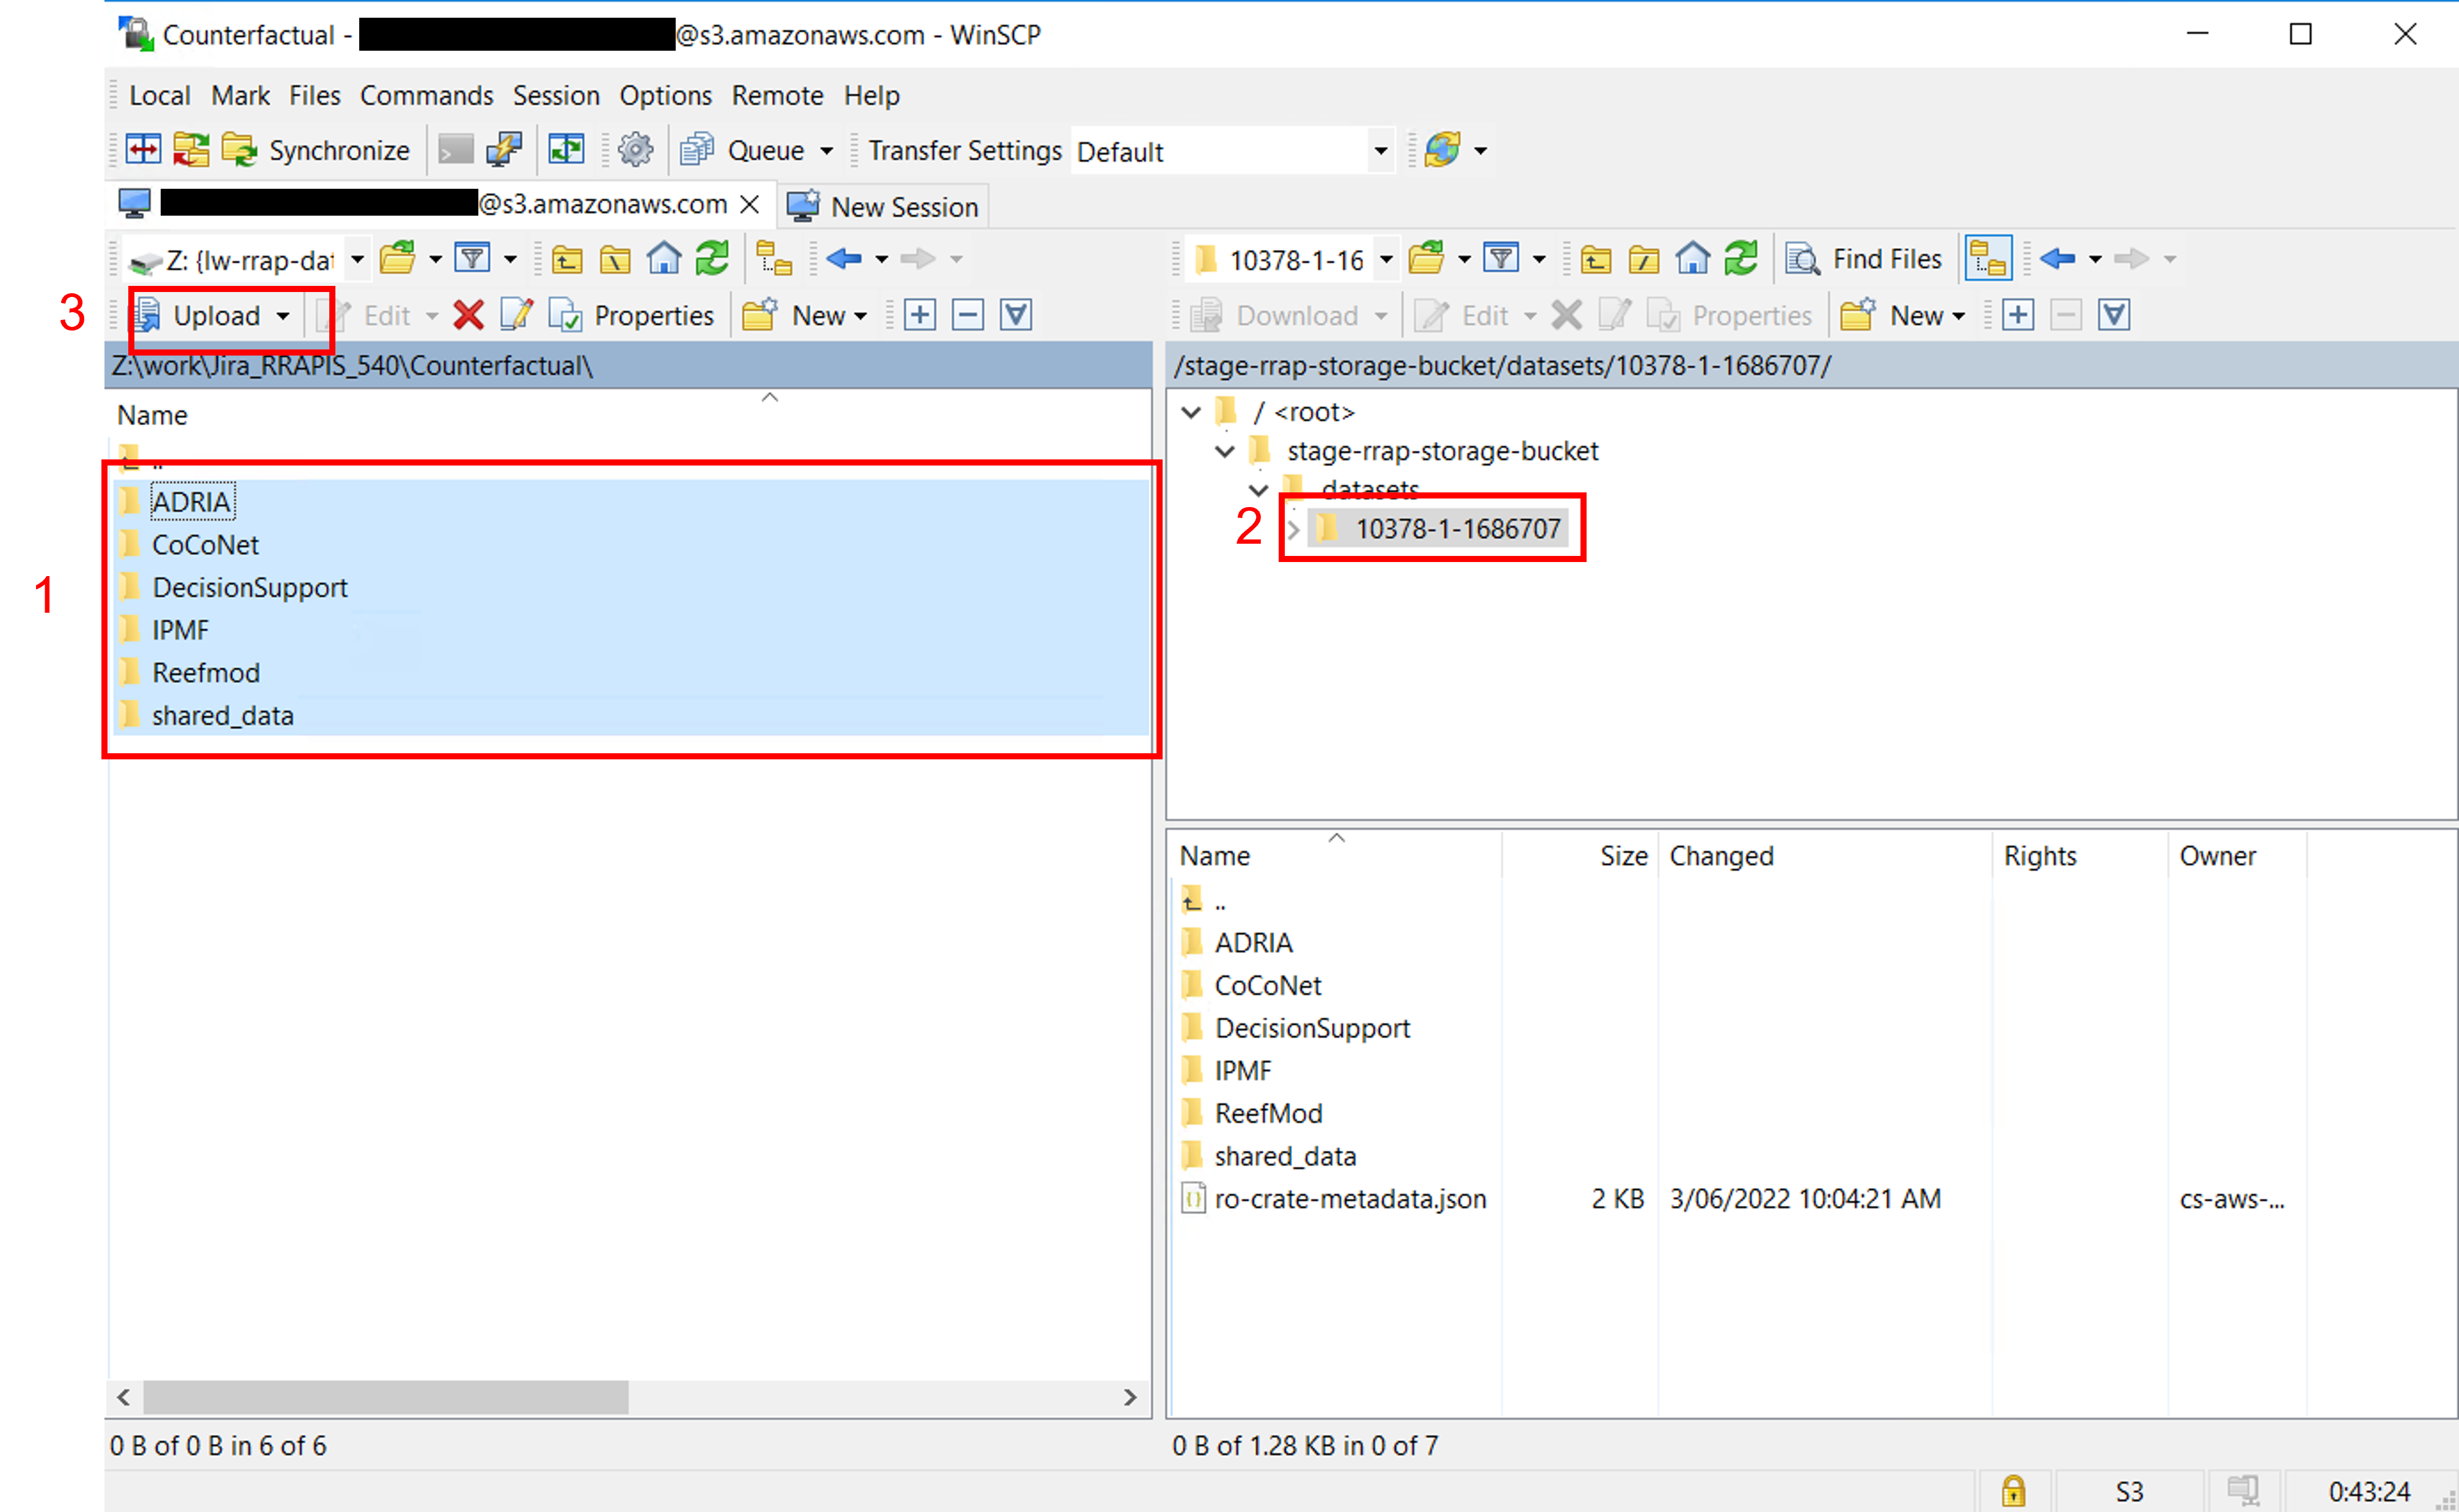 Counterfactual - @s3.amazonaws.com - WinSCP
Local Mark Files Commands Session Options Remote Help
Synchronize Queue Transfer Settings Default
@s3.amazonaws.com New Session
Z: {lw-rrap-dat 10378-1-16 Find Files
3 Upload Edit Properties New Download Edit Properties New
Z:\work\Jira_RRAPIS_540\Counterfactual\
Name
..
1
ADRIA
CoCoNet
DecisionSupport
IPMF
Reefmod
shared_data
0 B of 0 B in 6 of 6
/stage-rrap-storage-bucket/datasets/10378-1-1686707/
/ <root>
stage-rrap-storage-bucket
datasets
2 10378-1-1686707
Name Size Changed Rights Owner
..
ADRIA
CoCoNet
DecisionSupport
IPMF
ReefMod
shared_data
ro-crate-metadata.json 2 KB 3/06/2022 10:04:21 AM cs-aws-...
0 B of 1.28 KB in 0 of 7
S3 0:43:24